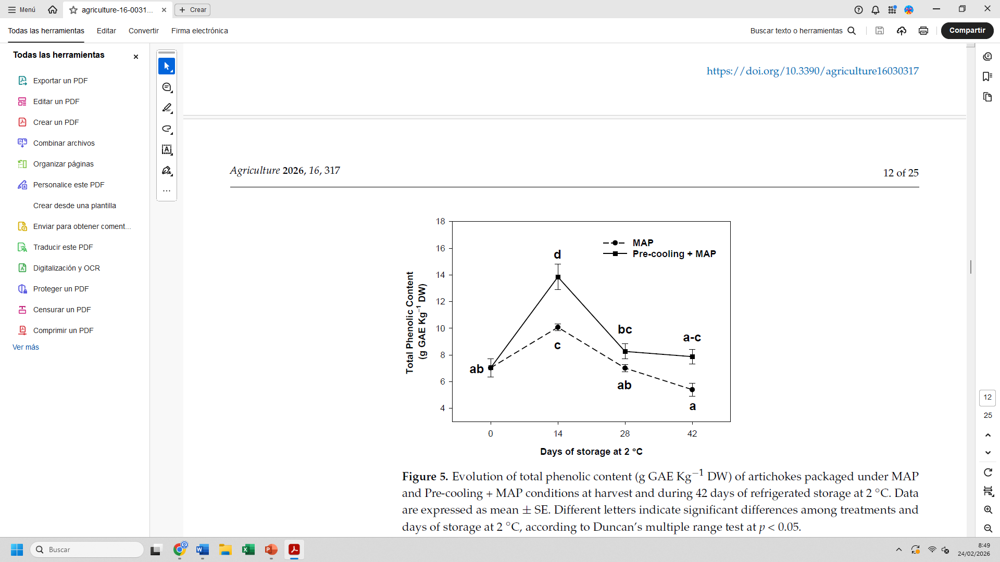 Menú
agriculture-16-0031...
Crear
Todas las herramientas
Editar
Convertir
Firma electrónica
Buscar texto o herramientas
Compartir
Todas las herramientas
Exportar un PDF
Editar un PDF
Crear un PDF
Combinar archivos
Organizar páginas
Personalice este PDF
Crear desde una plantilla
Enviar para obtener coment...
Traducir este PDF
Digitalización y OCR
Proteger un PDF
Censurar un PDF
Comprimir un PDF
Ver más
https://doi.org/10.3390/agriculture16030317
Agriculture 2026, 16, 317
12 of 25
18
16
14
12
10
8
6
4
Total Phenolic Content
(g GAE Kg⁻¹ DW)
MAP
Pre-cooling + MAP
d
c
bc
a-c
ab
ab
a
0
14
28
42
Days of storage at 2 °C
Figure 5. Evolution of total phenolic content (g GAE Kg⁻¹ DW) of artichokes packaged under MAP
and Pre-cooling + MAP conditions at harvest and during 42 days of refrigerated storage at 2 °C. Data
are expressed as mean ± SE. Different letters indicate significant differences among treatments and
days of storage at 2 °C, according to Duncan's multiple range test at p < 0.05.
12
25
Buscar
8:49
24/02/2026